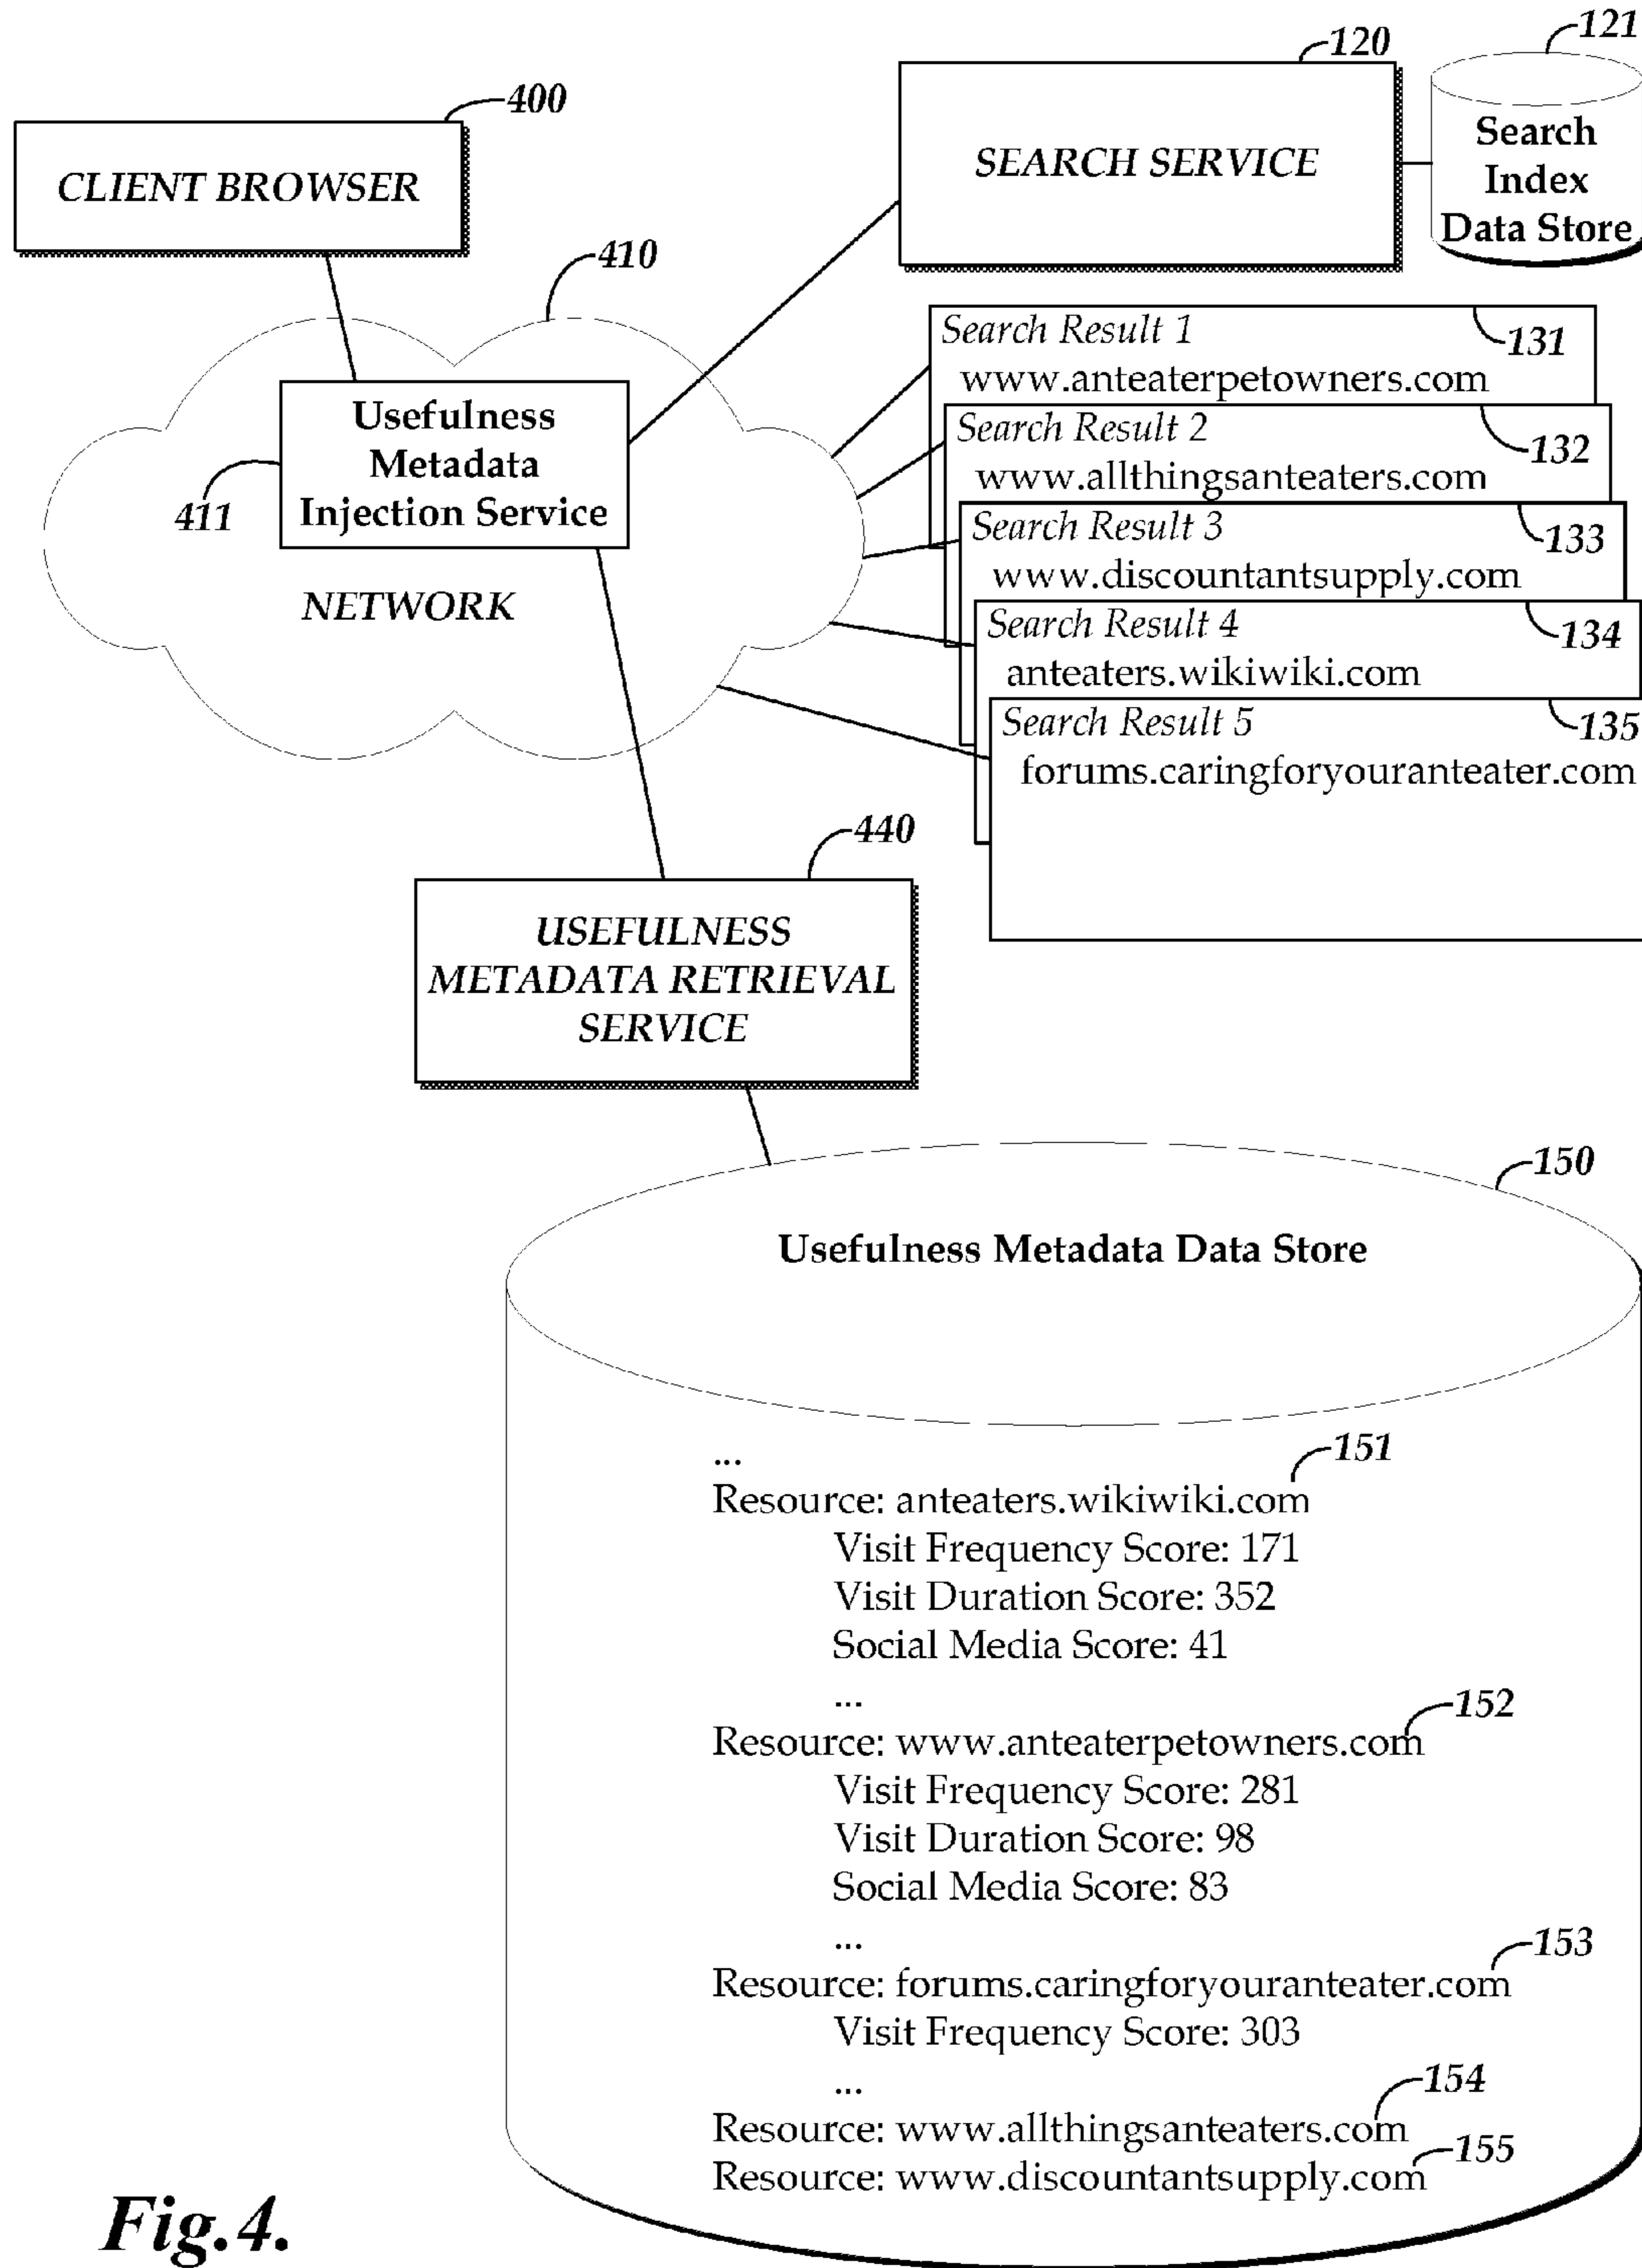 121
120
400
Search
Index
Data Store
SEARCH SERVICE
CLIENT BROWSER
410
Search Result 1
131
www.anteaterpetowners.com
Usefulness
Metadata
Injection Service
411
Search Result 2
132
www.allthingsanteaters.com
Search Result 3
133
www.discountantsupply.com
NETWORK
Search Result 4
134
anteaters.wikiwiki.com
Search Result 5
135
forums.caringforyouranteater.com
440
USEFULNESS
METADATA RETRIEVAL
SERVICE
150
Usefulness Metadata Data Store
...
151
Resource: anteaters.wikiwiki.com
Visit Frequency Score: 171
Visit Duration Score: 352
Social Media Score: 41
...
152
Resource: www.anteaterpetowners.com
Visit Frequency Score: 281
Visit Duration Score: 98
Social Media Score: 83
...
153
Resource: forums.caringforyouranteater.com
Visit Frequency Score: 303
...
154
Resource: www.allthingsanteaters.com
155
Resource: www.discountantsupply.com
Fig.4.